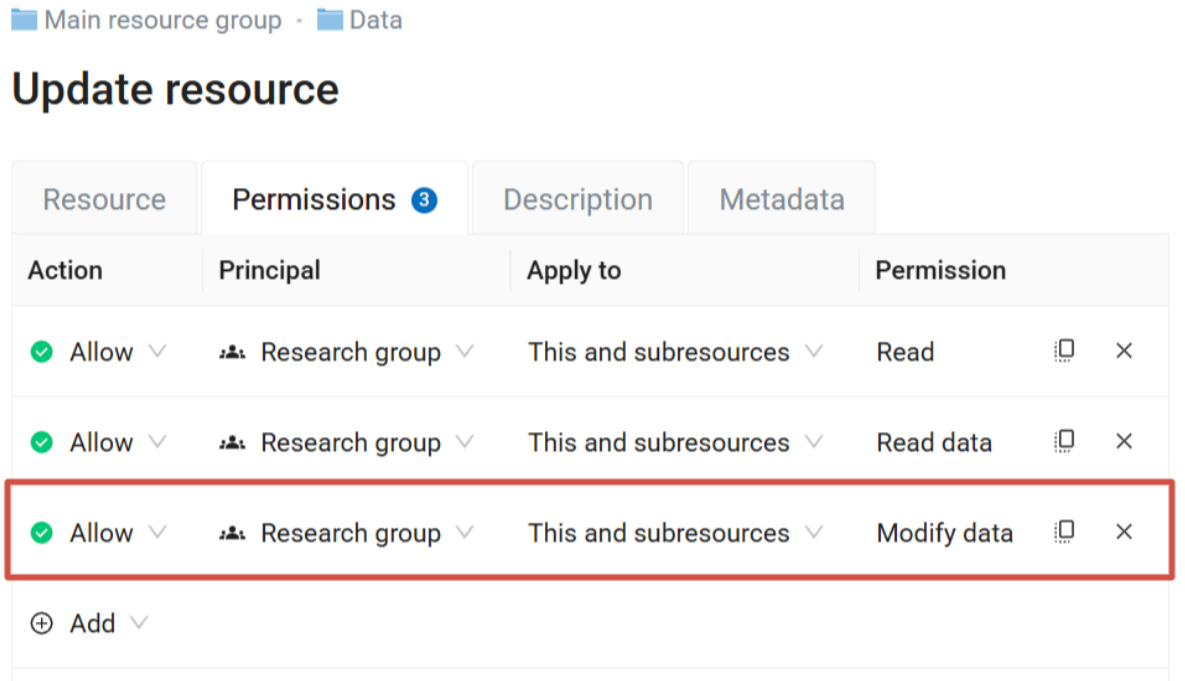 Main resource group · Data
Update resource
Resource Permissions 3 Description Metadata
Action Principal Apply to Permission
Allow Research group This and subresources Read
Allow Research group This and subresources Read data
Allow Research group This and subresources Modify data
Add